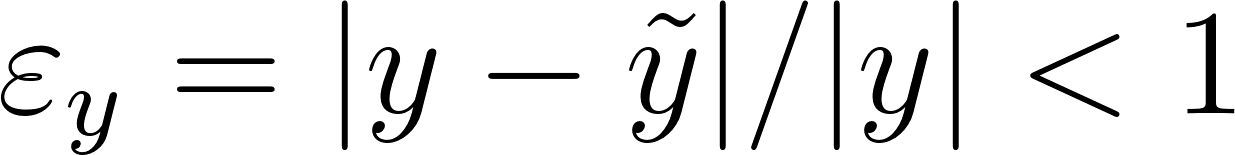 ε_y = |y − ỹ|/|y| < 1